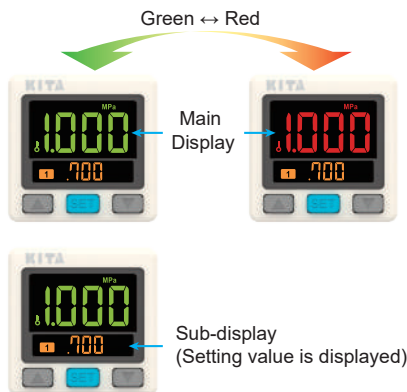 Green ↔ Red
KITA
MPa
1.000
1 .700
SET
Main
Display
KITA
MPa
1.000
1 .700
SET
KITA
MPa
1.000
1 .700
SET
Sub-display
(Setting value is displayed)